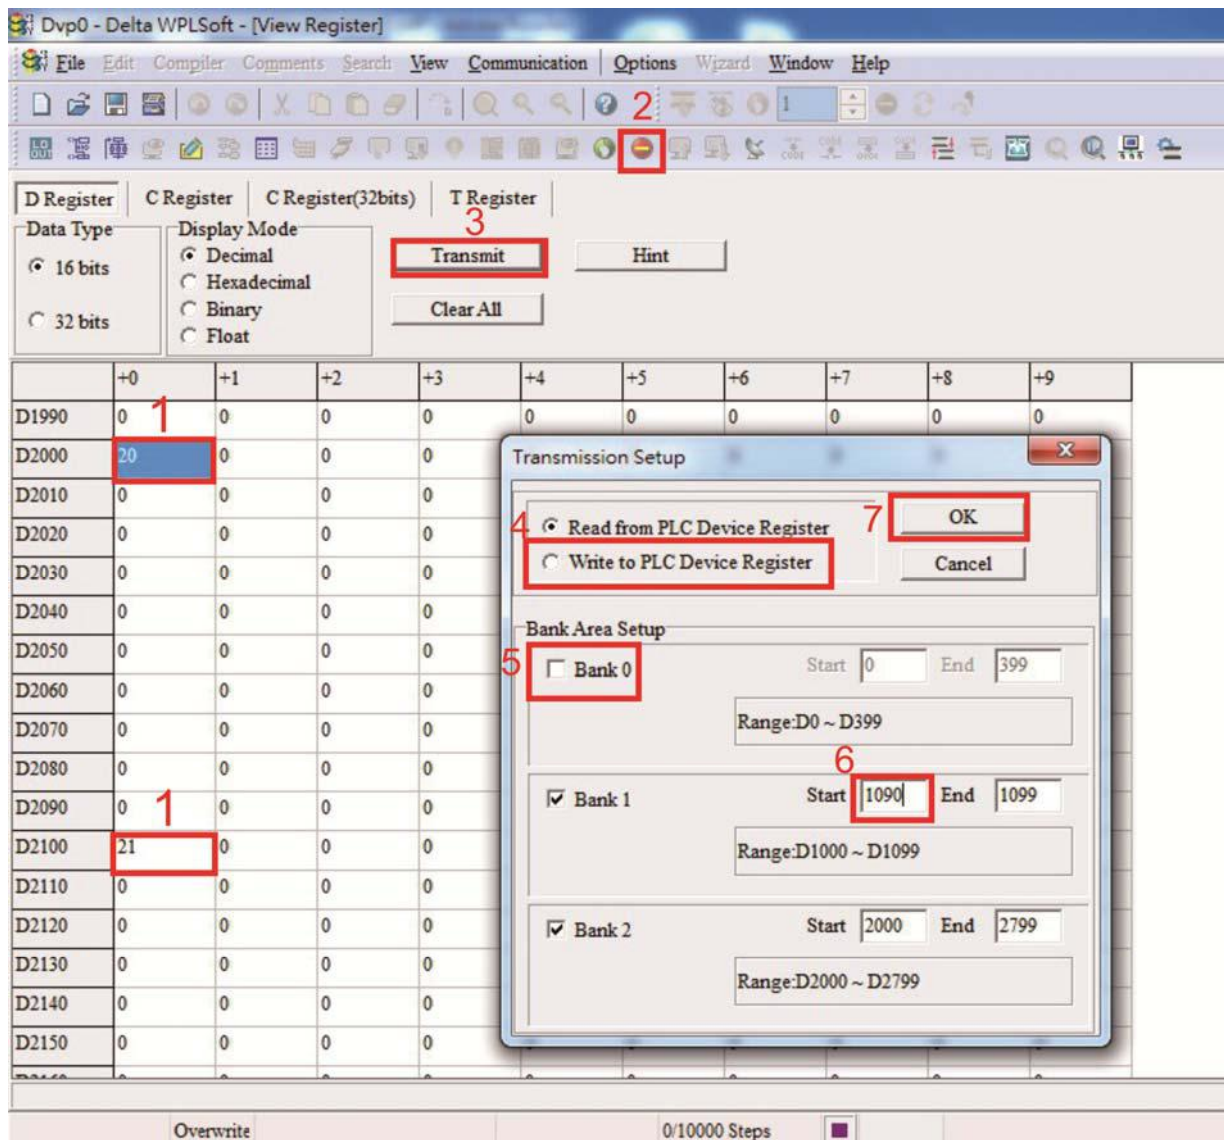 Dvp0 - Delta WPLSoft - [View Register]
File Edit Compiler Comments Search View Communication Options Wizard Window Help
2
1
D Register C Register C Register(32bits) T Register
3
Data Type Display Mode
16 bits Decimal Transmit Hint
Hexadecimal
32 bits Binary Clear All
Float
+0 +1 +2 +3 +4 +5 +6 +7 +8 +9
D1990 0 1 0 0 0 0 0 0 0 0 0
D2000 20 0 0 0
D2010 0 0 0 0
D2020 0 0 0 0
D2030 0 0 0 0
D2040 0 0 0 0
D2050 0 0 0 0
D2060 0 0 0 0
D2070 0 0 0 0
D2080 0 0 0 0
D2090 0 1 0 0 0
D2100 21 0 0 0
D2110 0 0 0 0
D2120 0 0 0 0
D2130 0 0 0 0
D2140 0 0 0 0
D2150 0 0 0 0
Transmission Setup
4 Read from PLC Device Register 7 OK
Write to PLC Device Register Cancel
Bank Area Setup
5 Bank 0 Start 0 End 399
Range:D0 ~ D399
6
Bank 1 Start 1090 End 1099
Range:D1000 ~ D1099
Bank 2 Start 2000 End 2799
Range:D2000 ~ D2799
Overwrite 0/10000 Steps